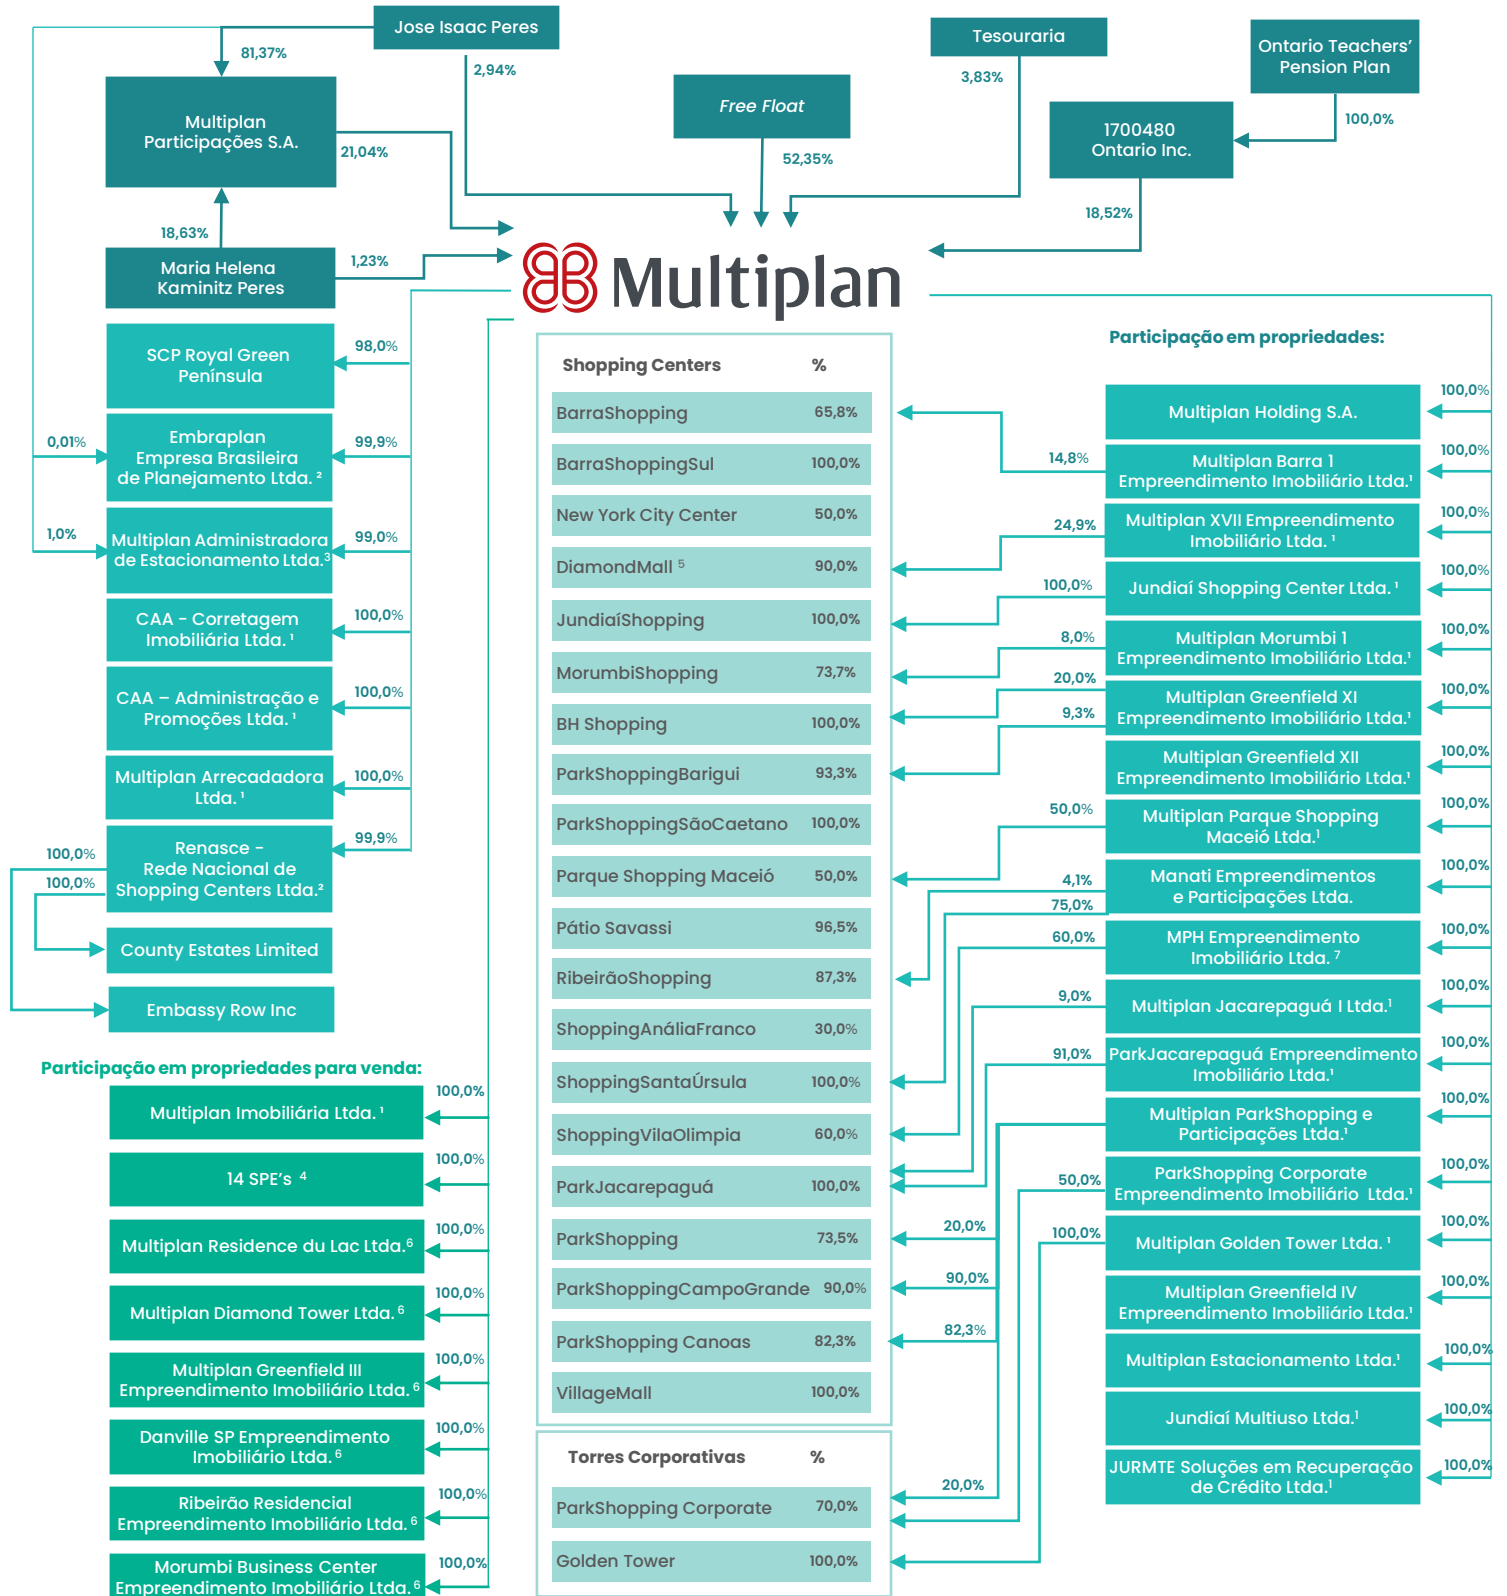 Jose Isaac Peres
81,37%
2,94%
Multiplan
Participações S.A.
21,04%
18,63%
Maria Helena
Kaminitz Peres
1,23%
Free Float
52,35%
Tesouraria
3,83%
Ontario Teachers’
Pension Plan
100,0%
1700480
Ontario Inc.
18,52%
Multiplan
SCP Royal Green
Península
98,0%
0,01%
Embraplan
Empresa Brasileira
de Planejamento Ltda. ²
99,9%
1,0%
Multiplan Administradora
de Estacionamento Ltda.³
99,0%
CAA - Corretagem
Imobiliária Ltda. ¹
100,0%
CAA – Administração e
Promoções Ltda. ¹
100,0%
Multiplan Arrecadadora
Ltda. ¹
100,0%
Renasce -
Rede Nacional de
Shopping Centers Ltda.²
99,9%
100,0%
100,0%
County Estates Limited
Embassy Row Inc
Participação em propriedades para venda:
Multiplan Imobiliária Ltda. ¹
100,0%
14 SPE’s ⁴
100,0%
Multiplan Residence du Lac Ltda.⁶
100,0%
Multiplan Diamond Tower Ltda. ⁶
100,0%
Multiplan Greenfield III
Empreendimento Imobiliário Ltda. ⁶
100,0%
Danville SP Empreendimento
Imobiliário Ltda. ⁶
100,0%
Ribeirão Residencial
Empreendimento Imobiliário Ltda. ⁶
100,0%
Morumbi Business Center
Empreendimento Imobiliário Ltda. ⁶
100,0%
Shopping Centers %
BarraShopping 65,8%
BarraShoppingSul 100,0%
New York City Center 50,0%
DiamondMall ⁵ 90,0%
JundiaíShopping 100,0%
MorumbiShopping 73,7%
BH Shopping 100,0%
ParkShoppingBarigui 93,3%
ParkShoppingSãoCaetano 100,0%
Parque Shopping Maceió 50,0%
Pátio Savassi 96,5%
RibeirãoShopping 87,3%
ShoppingAnáliaFranco 30,0%
ShoppingSantaÚrsula 100,0%
ShoppingVilaOlimpia 60,0%
ParkJacarepaguá 100,0%
ParkShopping 73,5%
ParkShoppingCampoGrande 90,0%
ParkShopping Canoas 82,3%
VillageMall 100,0%
Torres Corporativas %
ParkShopping Corporate 70,0%
Golden Tower 100,0%
Participação em propriedades:
Multiplan Holding S.A.
100,0%
14,8%
Multiplan Barra 1
Empreendimento Imobiliário Ltda.¹
100,0%
24,9%
Multiplan XVII Empreendimento
Imobiliário Ltda. ¹
100,0%
100,0%
Jundiaí Shopping Center Ltda. ¹
100,0%
8,0%
Multiplan Morumbi 1
Empreendimento Imobiliário Ltda.¹
100,0%
20,0%
9,3%
Multiplan Greenfield XI
Empreendimento Imobiliário Ltda.¹
100,0%
Multiplan Greenfield XII
Empreendimento Imobiliário Ltda.¹
100,0%
50,0%
Multiplan Parque Shopping
Maceió Ltda.¹
100,0%
4,1%
75,0%
Manati Empreendimentos
e Participações Ltda.
100,0%
60,0%
MPH Empreendimento
Imobiliário Ltda. ⁷
100,0%
9,0%
Multiplan Jacarepaguá I Ltda.¹
100,0%
91,0%
ParkJacarepaguá Empreendimento
Imobiliário Ltda.¹
100,0%
Multiplan ParkShopping e
Participações Ltda.¹
100,0%
20,0%
90,0%
82,3%
20,0%
50,0%
ParkShopping Corporate
Empreendimento Imobiliário Ltda.¹
100,0%
100,0%
Multiplan Golden Tower Ltda. ¹
100,0%
Multiplan Greenfield IV
Empreendimento Imobiliário Ltda.¹
100,0%
Multiplan Estacionamento Ltda.¹
100,0%
Jundiaí Multiuso Ltda.¹
100,0%
JURMTE Soluções em Recuperação
de Crédito Ltda.¹
100,0%